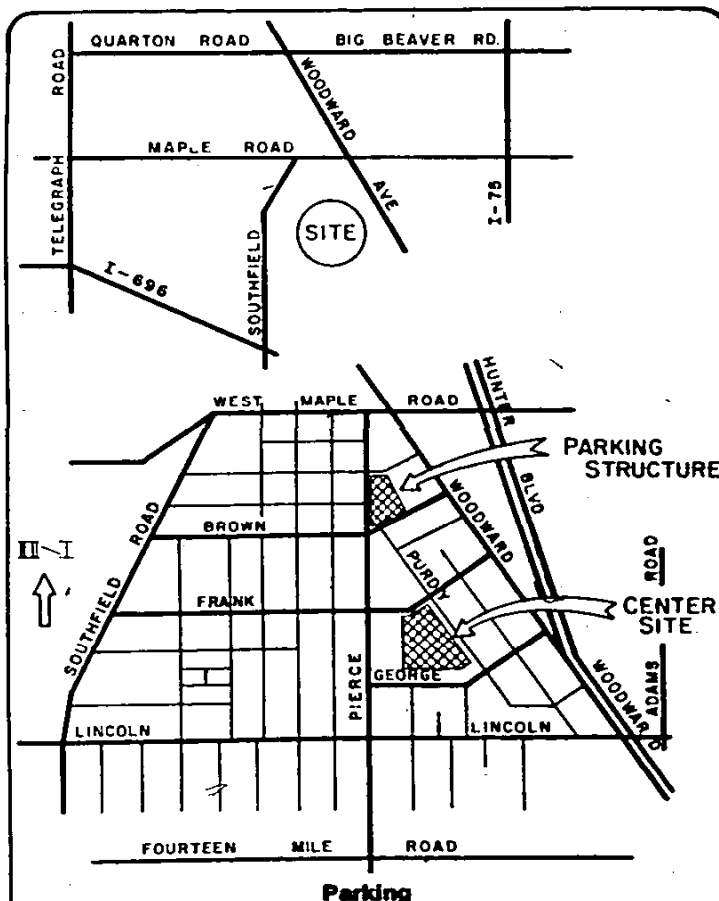 QUARTON ROAD
BIG BEAVER RD.
TELEGRAPH ROAD
WOODWARD AVE
MAPLE ROAD
I-75
SITE
SOUTHFIELD
I-696
WEST MAPLE ROAD
HUNTER BLVD
PARKING
STRUCTURE
WOODWARD
BROWN
SOUTHFIELD ROAD
PURDY
FRANK
CENTER
SITE
ADAMS ROAD
PIERCE
GEORGE
WOODWARD
LINCOLN
LINCOLN
FOURTEEN MILE ROAD
Parking